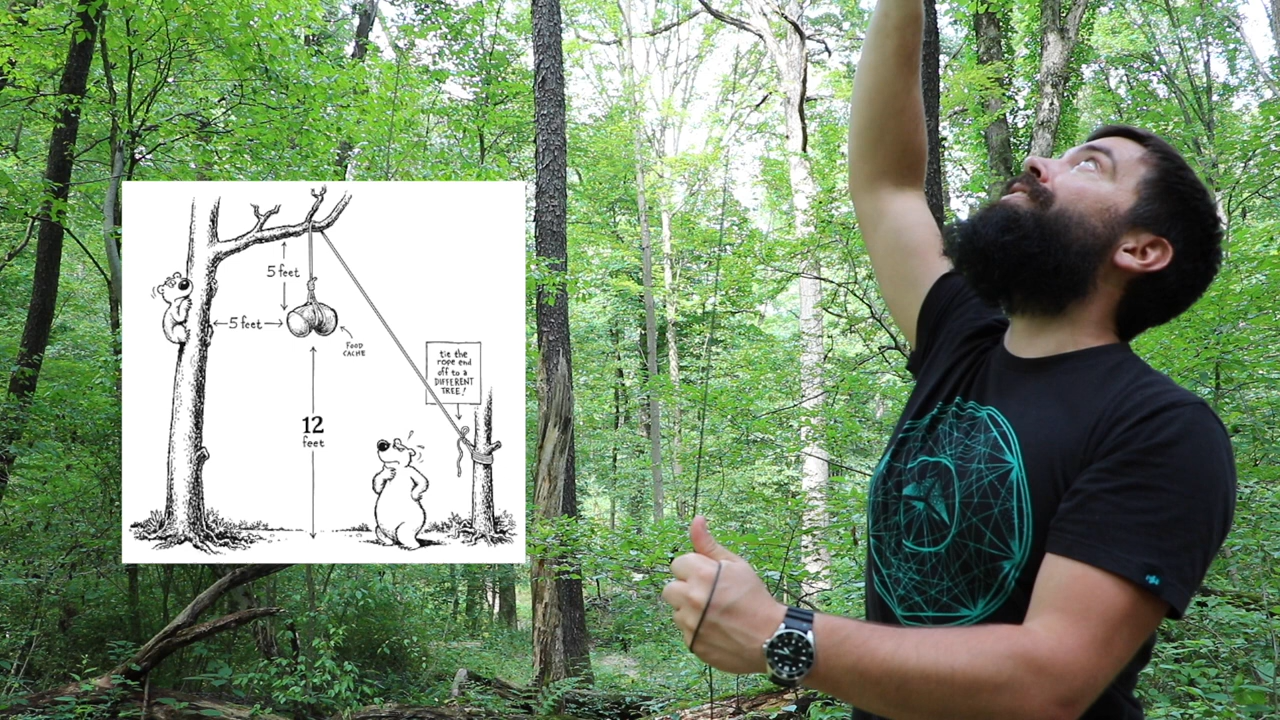 5 feet
5 feet
FOOD
CACHE
tie the
rope end
off to a
DIFFERENT
TREE!
12
feet